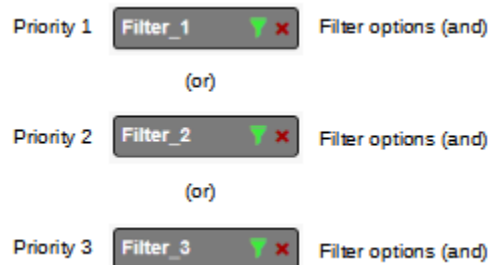 Priority 1 Filter_1 Filter options (and)
(or)
Priority 2 Filter_2 Filter options (and)
(or)
Priority 3 Filter_3 Filter options (and)